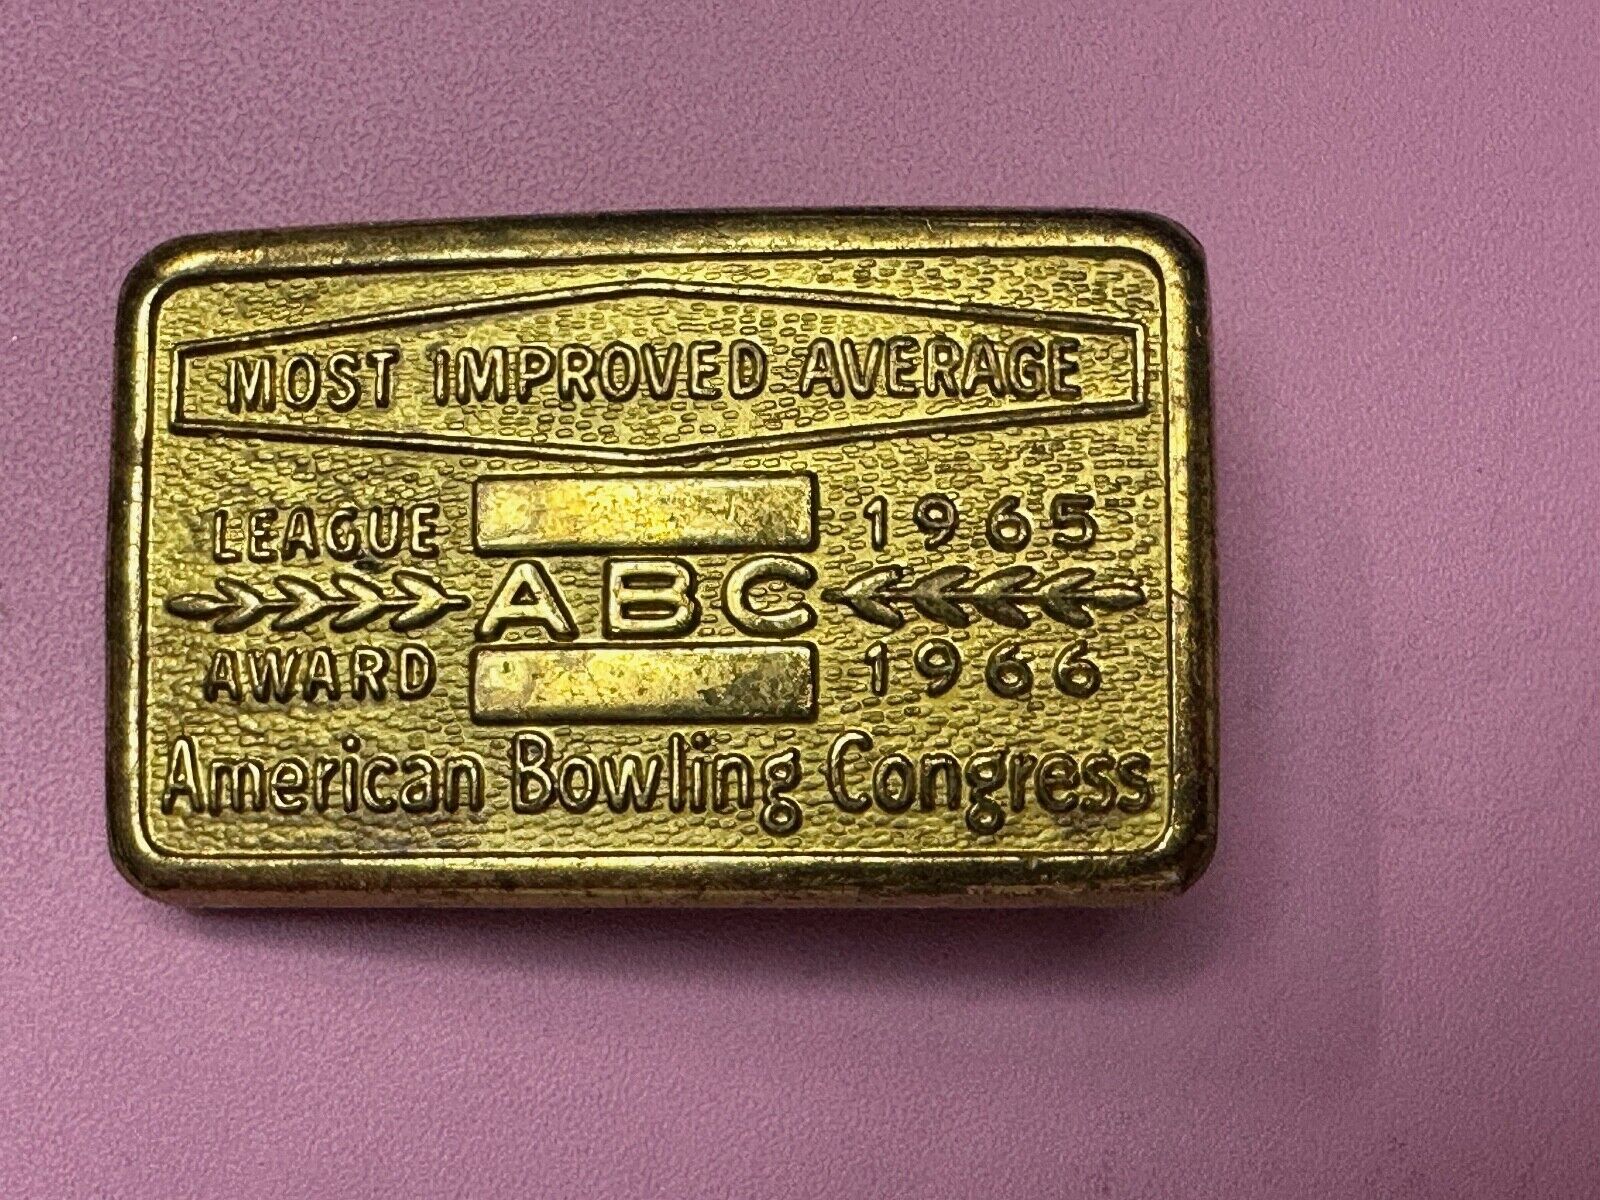 MOST IMPROVED AVERAGE
LEAGUE 1965
ABC
AWARD 1966
American Bowling Congress